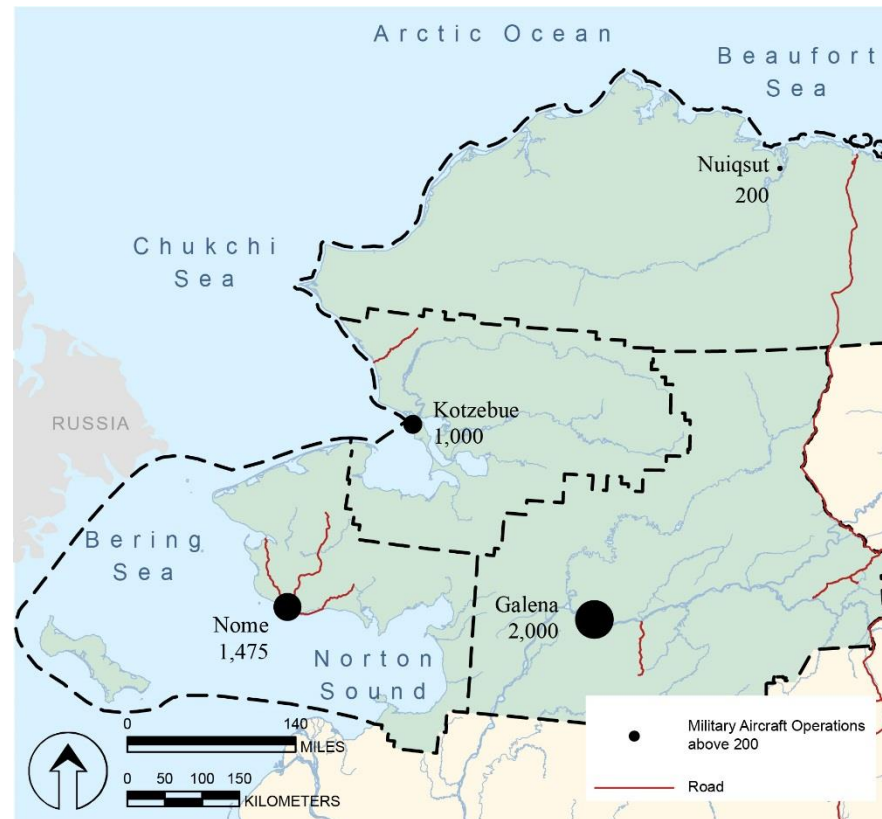 Arctic Ocean
Beaufort
Sea
Nuiqsut
200
Chukchi
Sea
Kotzebue
1,000
RUSSIA
Bering
Sea
Nome
1,475
Galena
2,000
Norton
Sound
0 140
MILES
0 50 100 150
KILOMETERS
Military Aircraft Operations
above 200
Road